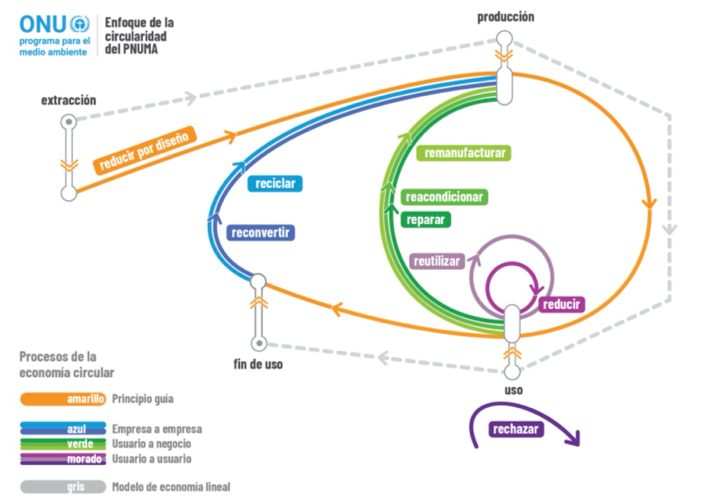 ONU
programa para el
medio ambiente
Enfoque de la
circularidad
del PNUMA
producción
extracción
reducir por diseño
remanufacturar
reciclar
reacondicionar
reparar
reconvertir
reutilizar
reducir
fin de uso
uso
rechazar
Procesos de la
economía circular
amarillo Principio guía
azul Empresa a empresa
verde Usuario a negocio
morado Usuario a usuario
gris Modelo de economía lineal